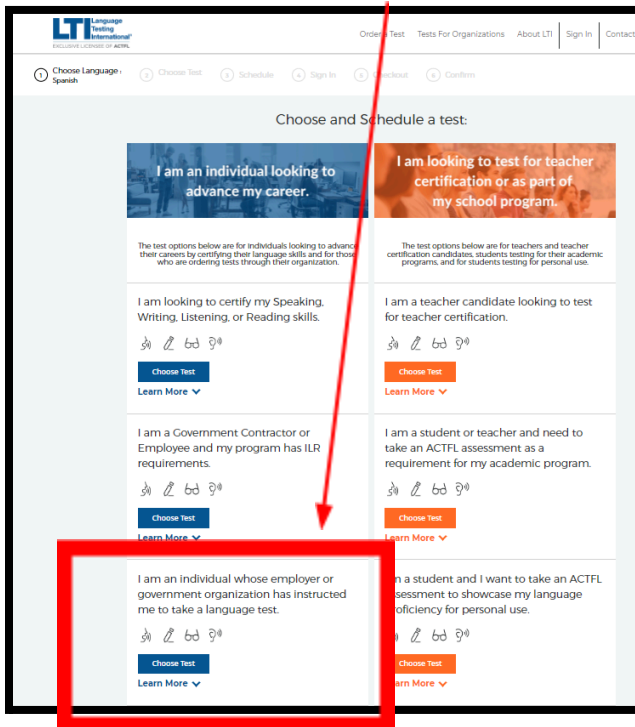 Language
Testing
International®
EXCLUSIVE LICENSEE OF ACTFL
Order a Test Tests For Organizations About LTI Sign In Contact
1 Choose Language
Spanish
2 Choose Test 3 Schedule 4 Sign In 5 Checkout 6 Confirm
Choose and Schedule a test:
I am an individual looking to
advance my career.
The test options below are for individuals looking to advance
their careers by certifying their language skills and for those
who are ordering tests through their organization.
I am looking to certify my Speaking,
Writing, Listening, or Reading skills.
Choose Test
Learn More
I am a Government Contractor or
Employee and my program has ILR
requirements.
Choose Test
Learn More
I am an individual whose employer or
government organization has instructed
me to take a language test.
Choose Test
Learn More
I am looking to test for teacher
certification or as part of
my school program.
The test options below are for teachers and teacher
certification candidates, students testing for their academic
programs, and for students testing for personal use.
I am a teacher candidate looking to test
for teacher certification.
Choose Test
Learn More
I am a student or teacher and need to
take an ACTFL assessment as a
requirement for my academic program.
Choose Test
Learn More
a student and I want to take an ACTFL
sessment to showcase my language
oficiency for personal use.
Choose Test
arn More